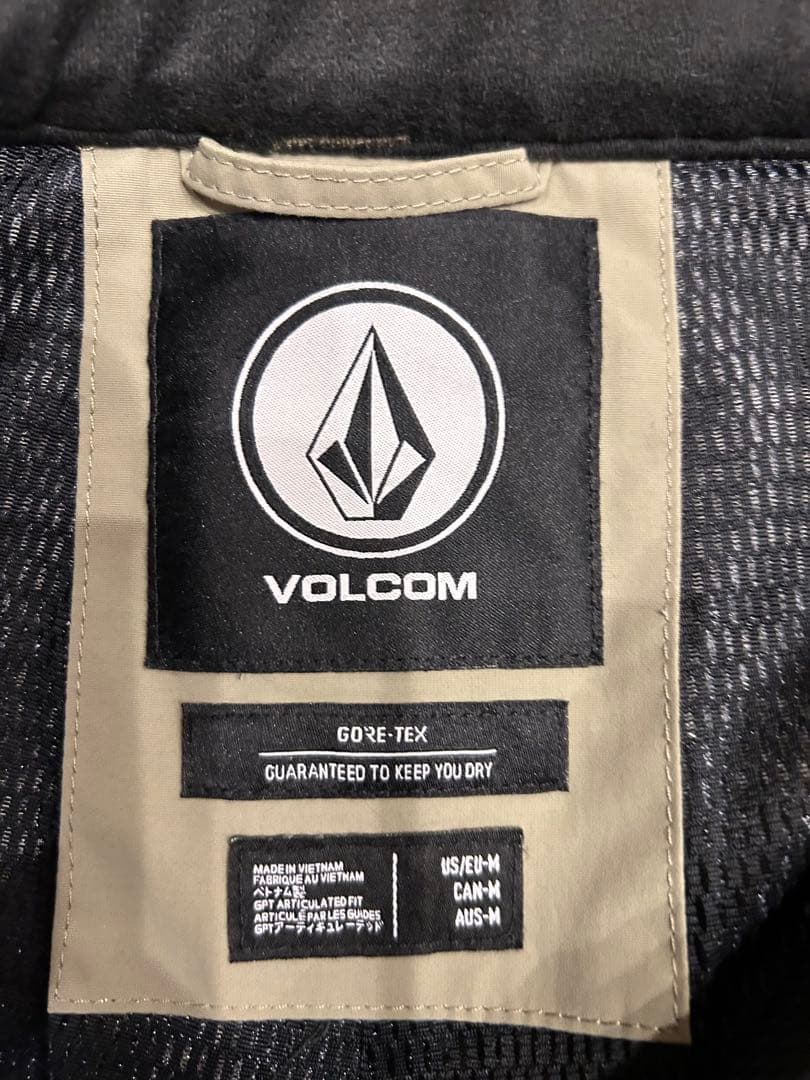 VOLCOM
GORE-TEX
GUARANTEED TO KEEP YOU DRY
MADE IN VIETNAM
FABRIQUE AU VIETNAM
ベトナム製
GPT ARTICULATED FIT
ARTICULÉ PAR LES GUIDES
GPTアーティキュレーテッド
US/EU-M
CAN-M
AUS-M